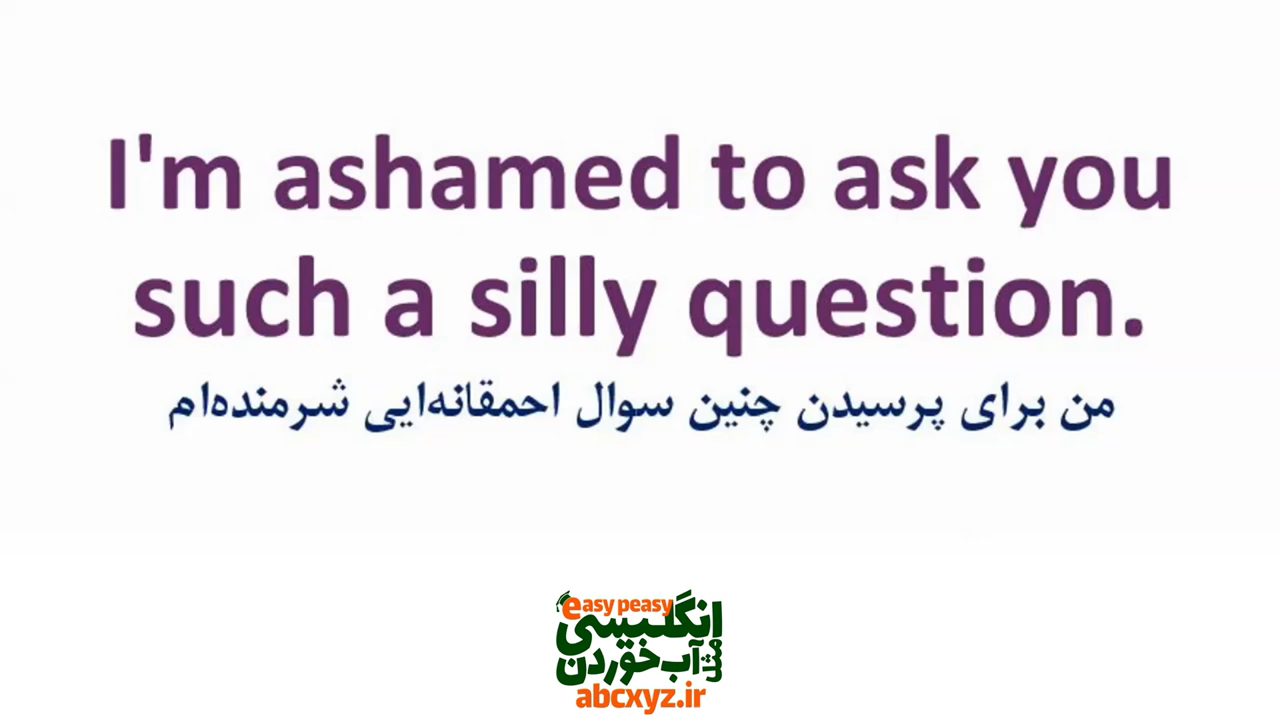 I'm ashamed to ask you
such a silly question.
من برای پرسیدن چنین سوال احمقانه‌ایی شرمنده‌ام
easy peasy
انگلیسی
مثل آب خوردن
abcxyz.ir